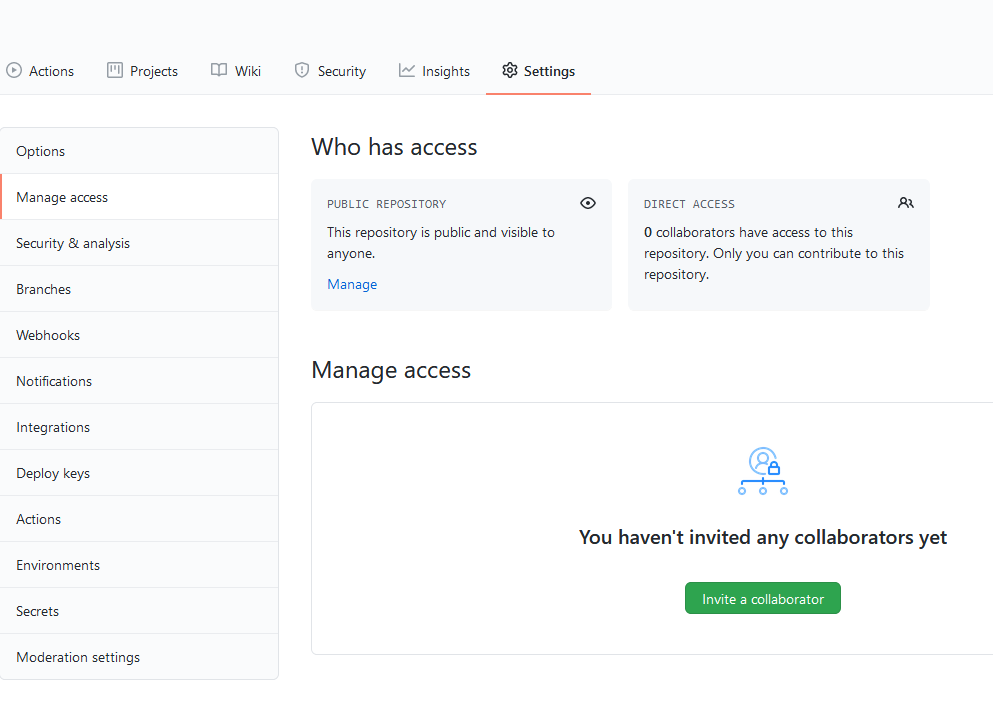 Actions Projects Wiki Security Insights Settings
Options
Manage access
Security & analysis
Branches
Webhooks
Notifications
Integrations
Deploy keys
Actions
Environments
Secrets
Moderation settings
Who has access
PUBLIC REPOSITORY
This repository is public and visible to
anyone.
Manage
DIRECT ACCESS
0 collaborators have access to this
repository. Only you can contribute to this
repository.
Manage access
You haven't invited any collaborators yet
Invite a collaborator